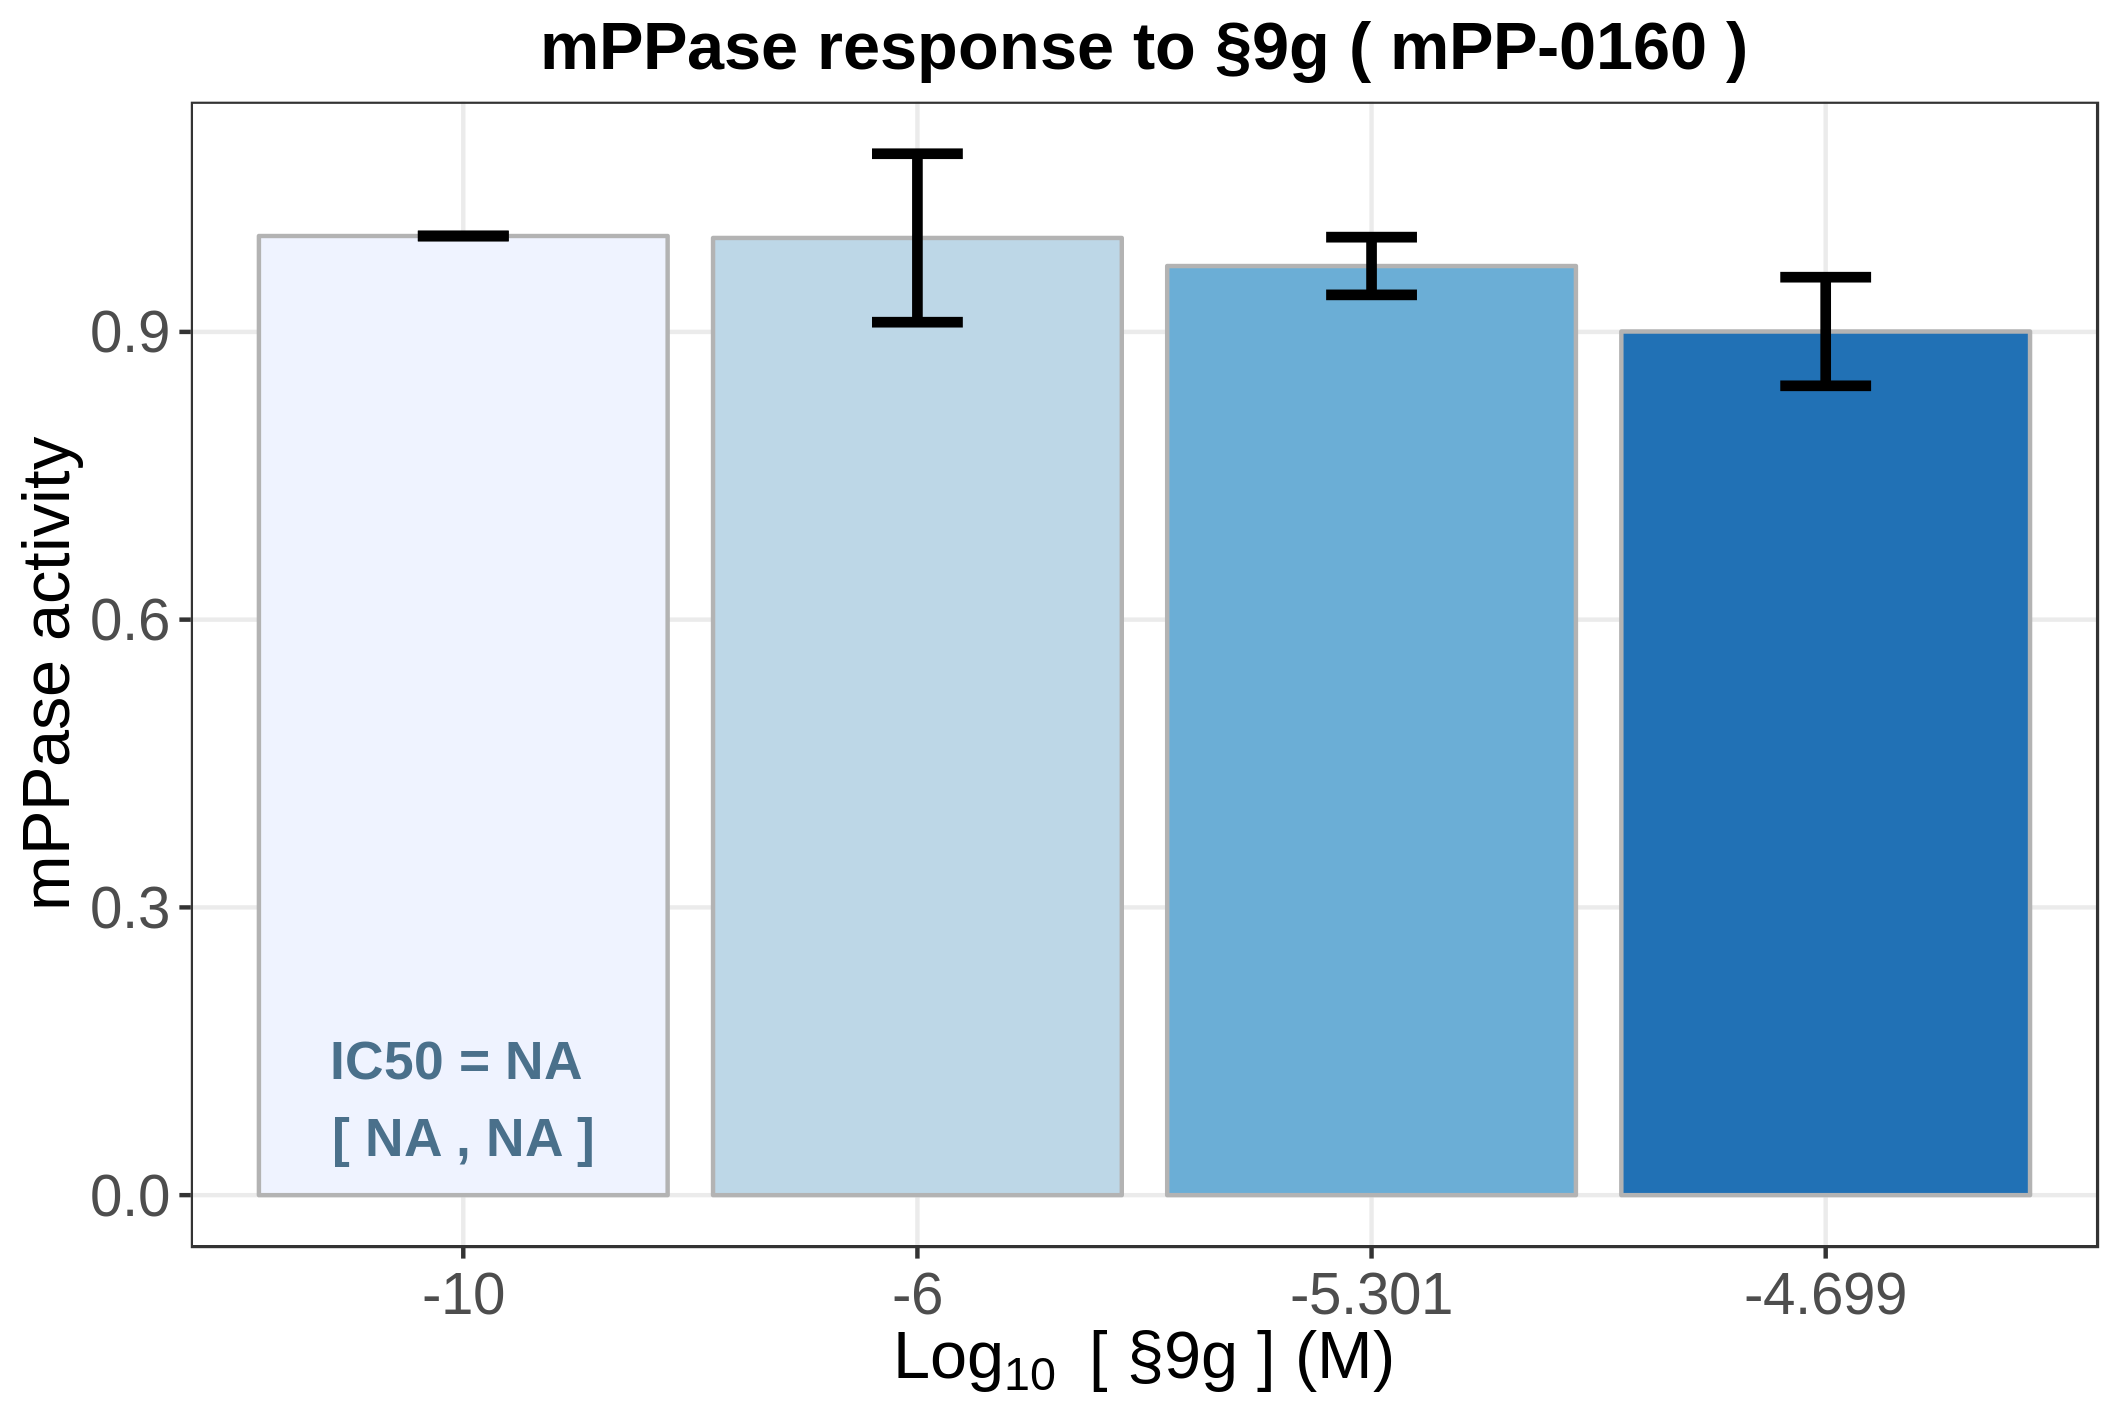 mPPase response to §9g ( mPP-0160 )
mPPase activity
0.9
0.6
0.3
0.0
IC50 = NA
[ NA , NA ]
-10
-6
-5.301
-4.699
Log10 [ §9g ] (M)